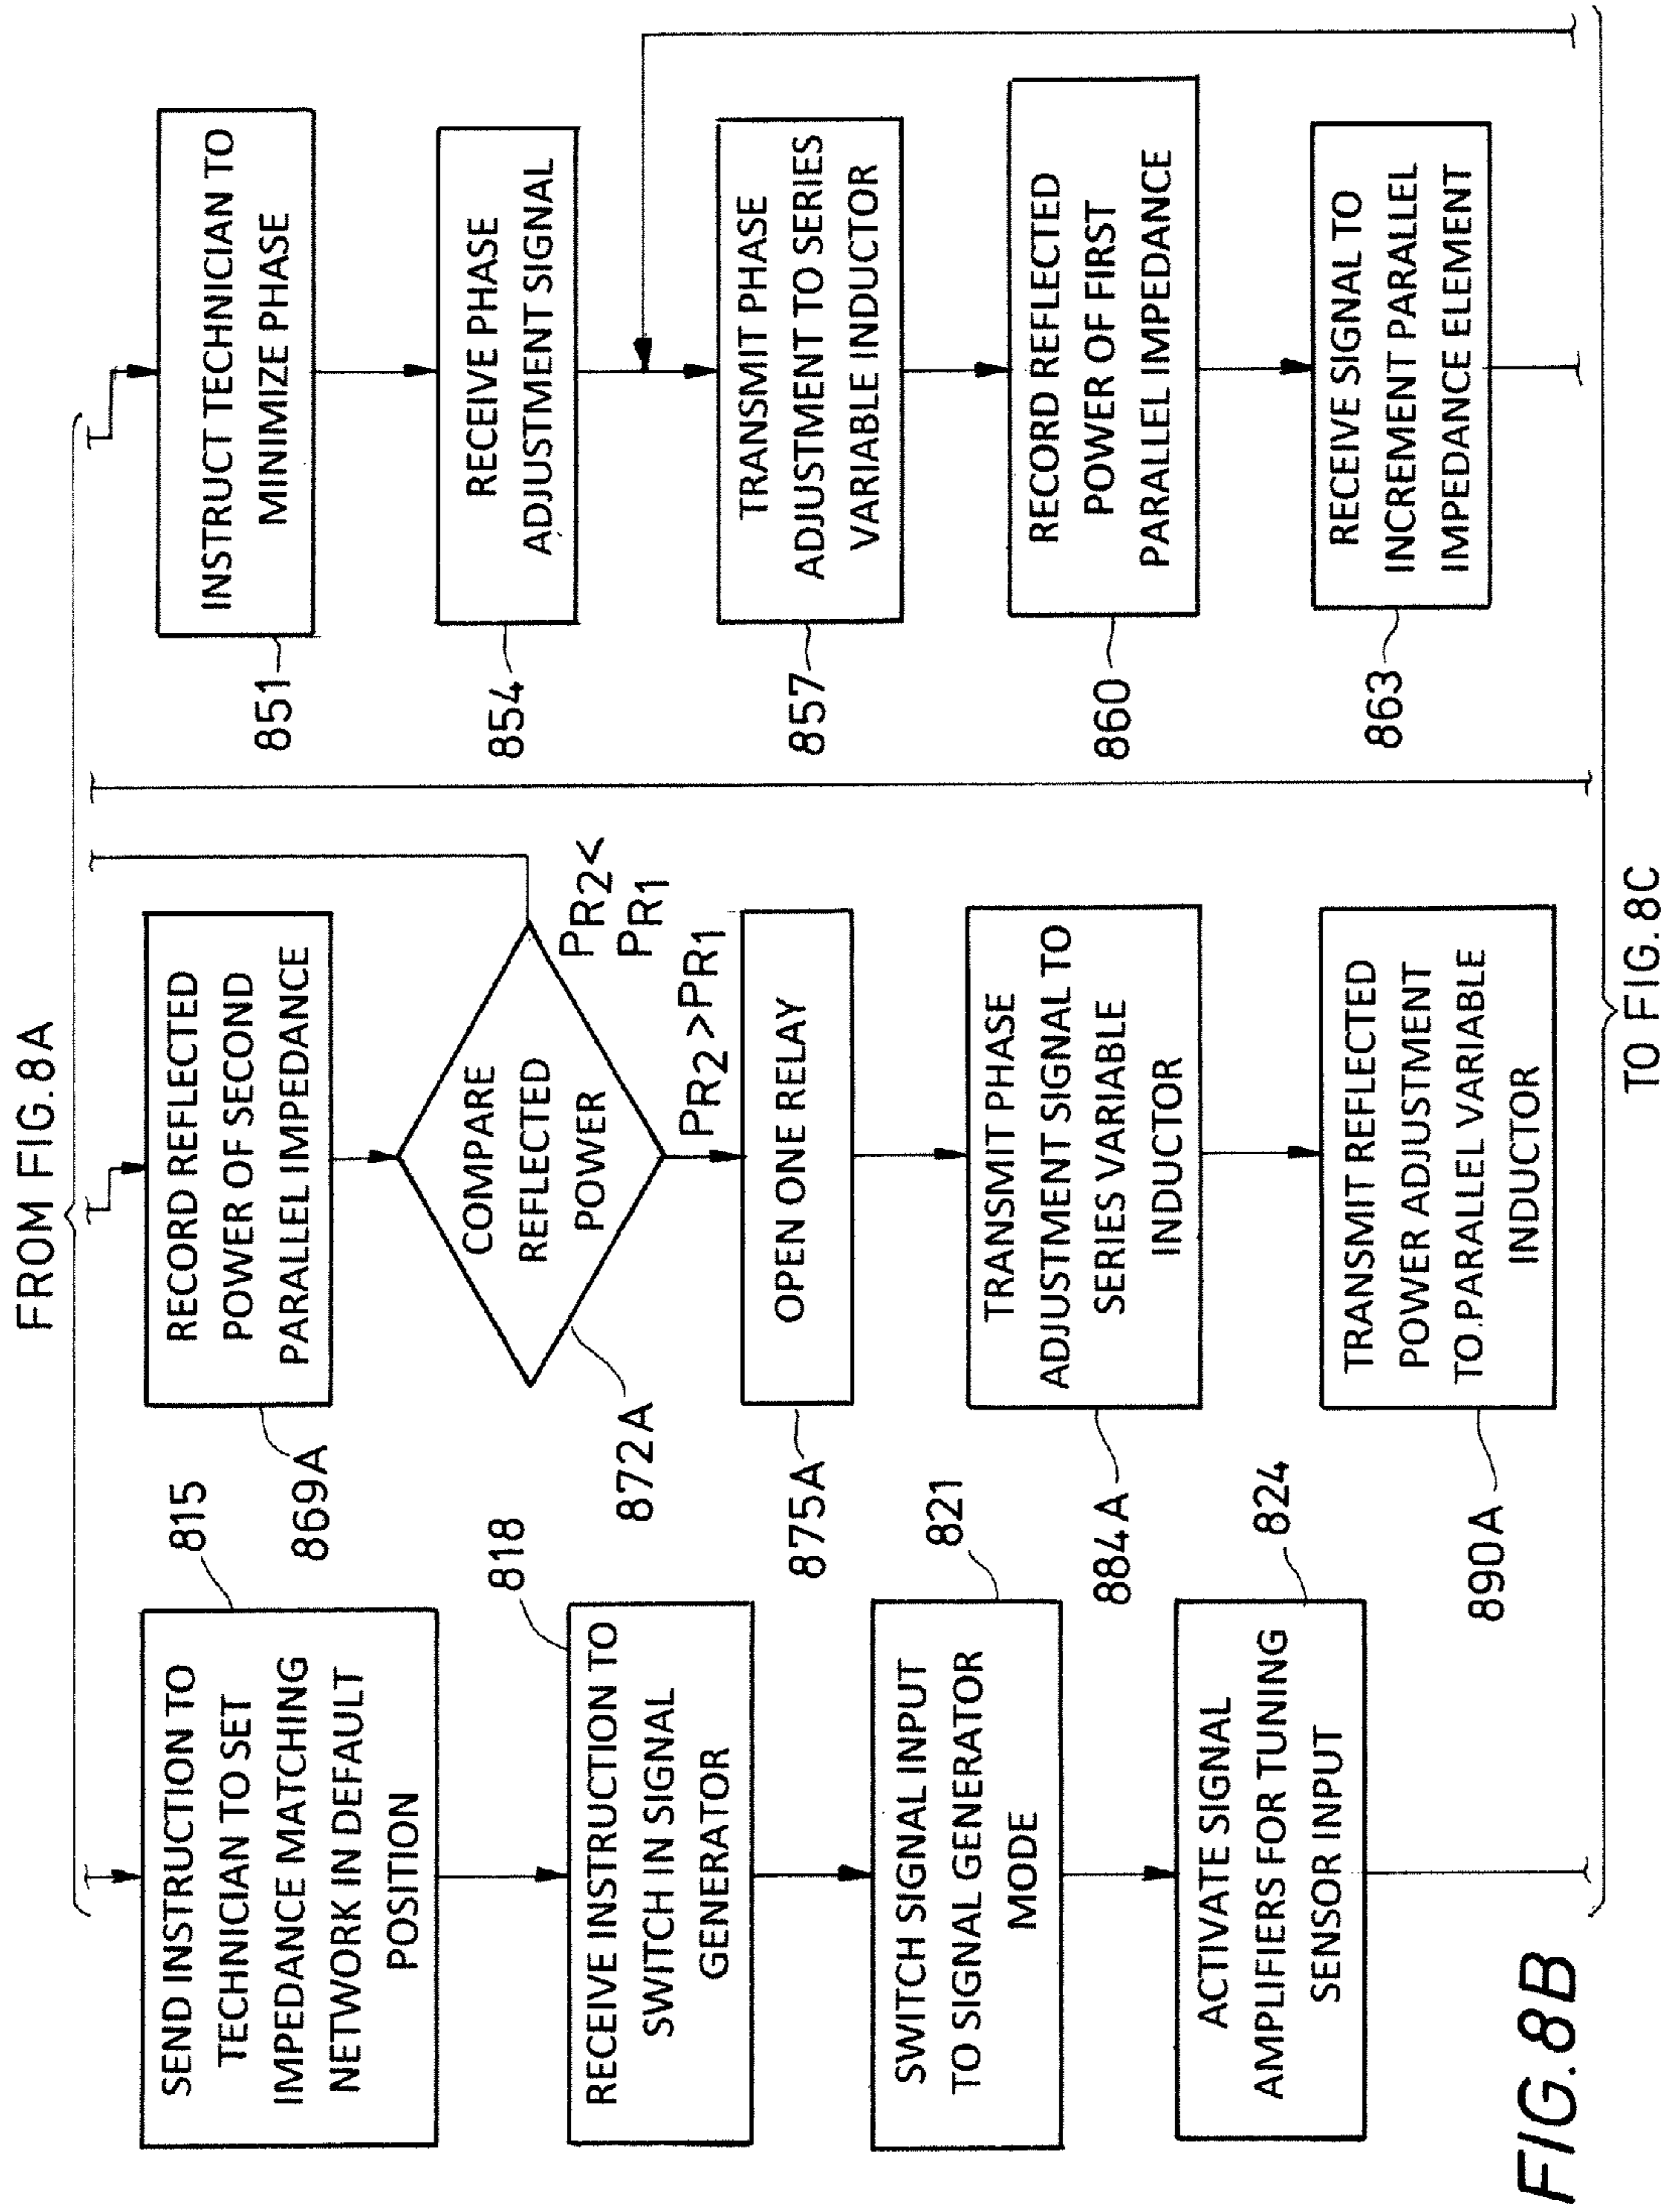 FROM FIG.8A
SEND INSTRUCTION TO
TECHNICIAN TO SET
IMPEDANCE MATCHING
NETWORK IN DEFAULT
POSITION
815
RECEIVE INSTRUCTION TO
SWITCH IN SIGNAL
GENERATOR
818
SWITCH SIGNAL INPUT
TO SIGNAL GENERATOR
MODE
821
ACTIVATE SIGNAL
AMPLIFIERS FOR TUNING
SENSOR INPUT
824
RECORD REFLECTED
POWER OF SECOND
PARALLEL IMPEDANCE
869A
COMPARE
REFLECTED
POWER
872A
PR2<
PR1
PR2>PR1
OPEN ONE RELAY
875A
TRANSMIT PHASE
ADJUSTMENT SIGNAL TO
SERIES VARIABLE
INDUCTOR
884A
TRANSMIT REFLECTED
POWER ADJUSTMENT
TO PARALLEL VARIABLE
INDUCTOR
890A
INSTRUCT TECHNICIAN TO
MINIMIZE PHASE
851
RECEIVE PHASE
ADJUSTMENT SIGNAL
854
TRANSMIT PHASE
ADJUSTMENT TO SERIES
VARIABLE INDUCTOR
857
RECORD REFLECTED
POWER OF FIRST
PARALLEL IMPEDANCE
860
RECEIVE SIGNAL TO
INCREMENT PARALLEL
IMPEDANCE ELEMENT
863
TO FIG.8C
FIG.8B